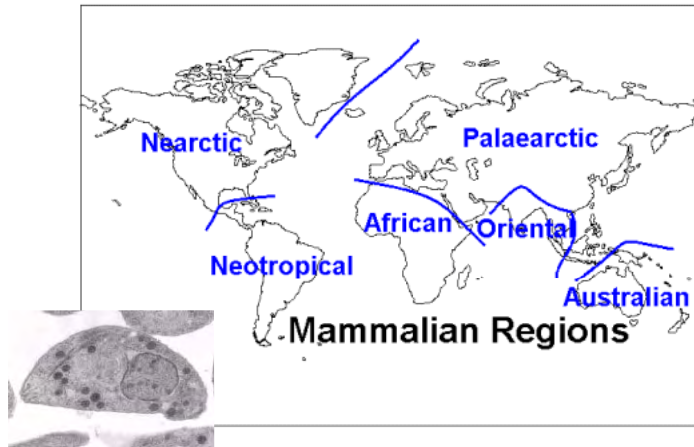 Nearctic
Palaearctic
African
Oriental
Neotropical
Australian
Mammalian Regions